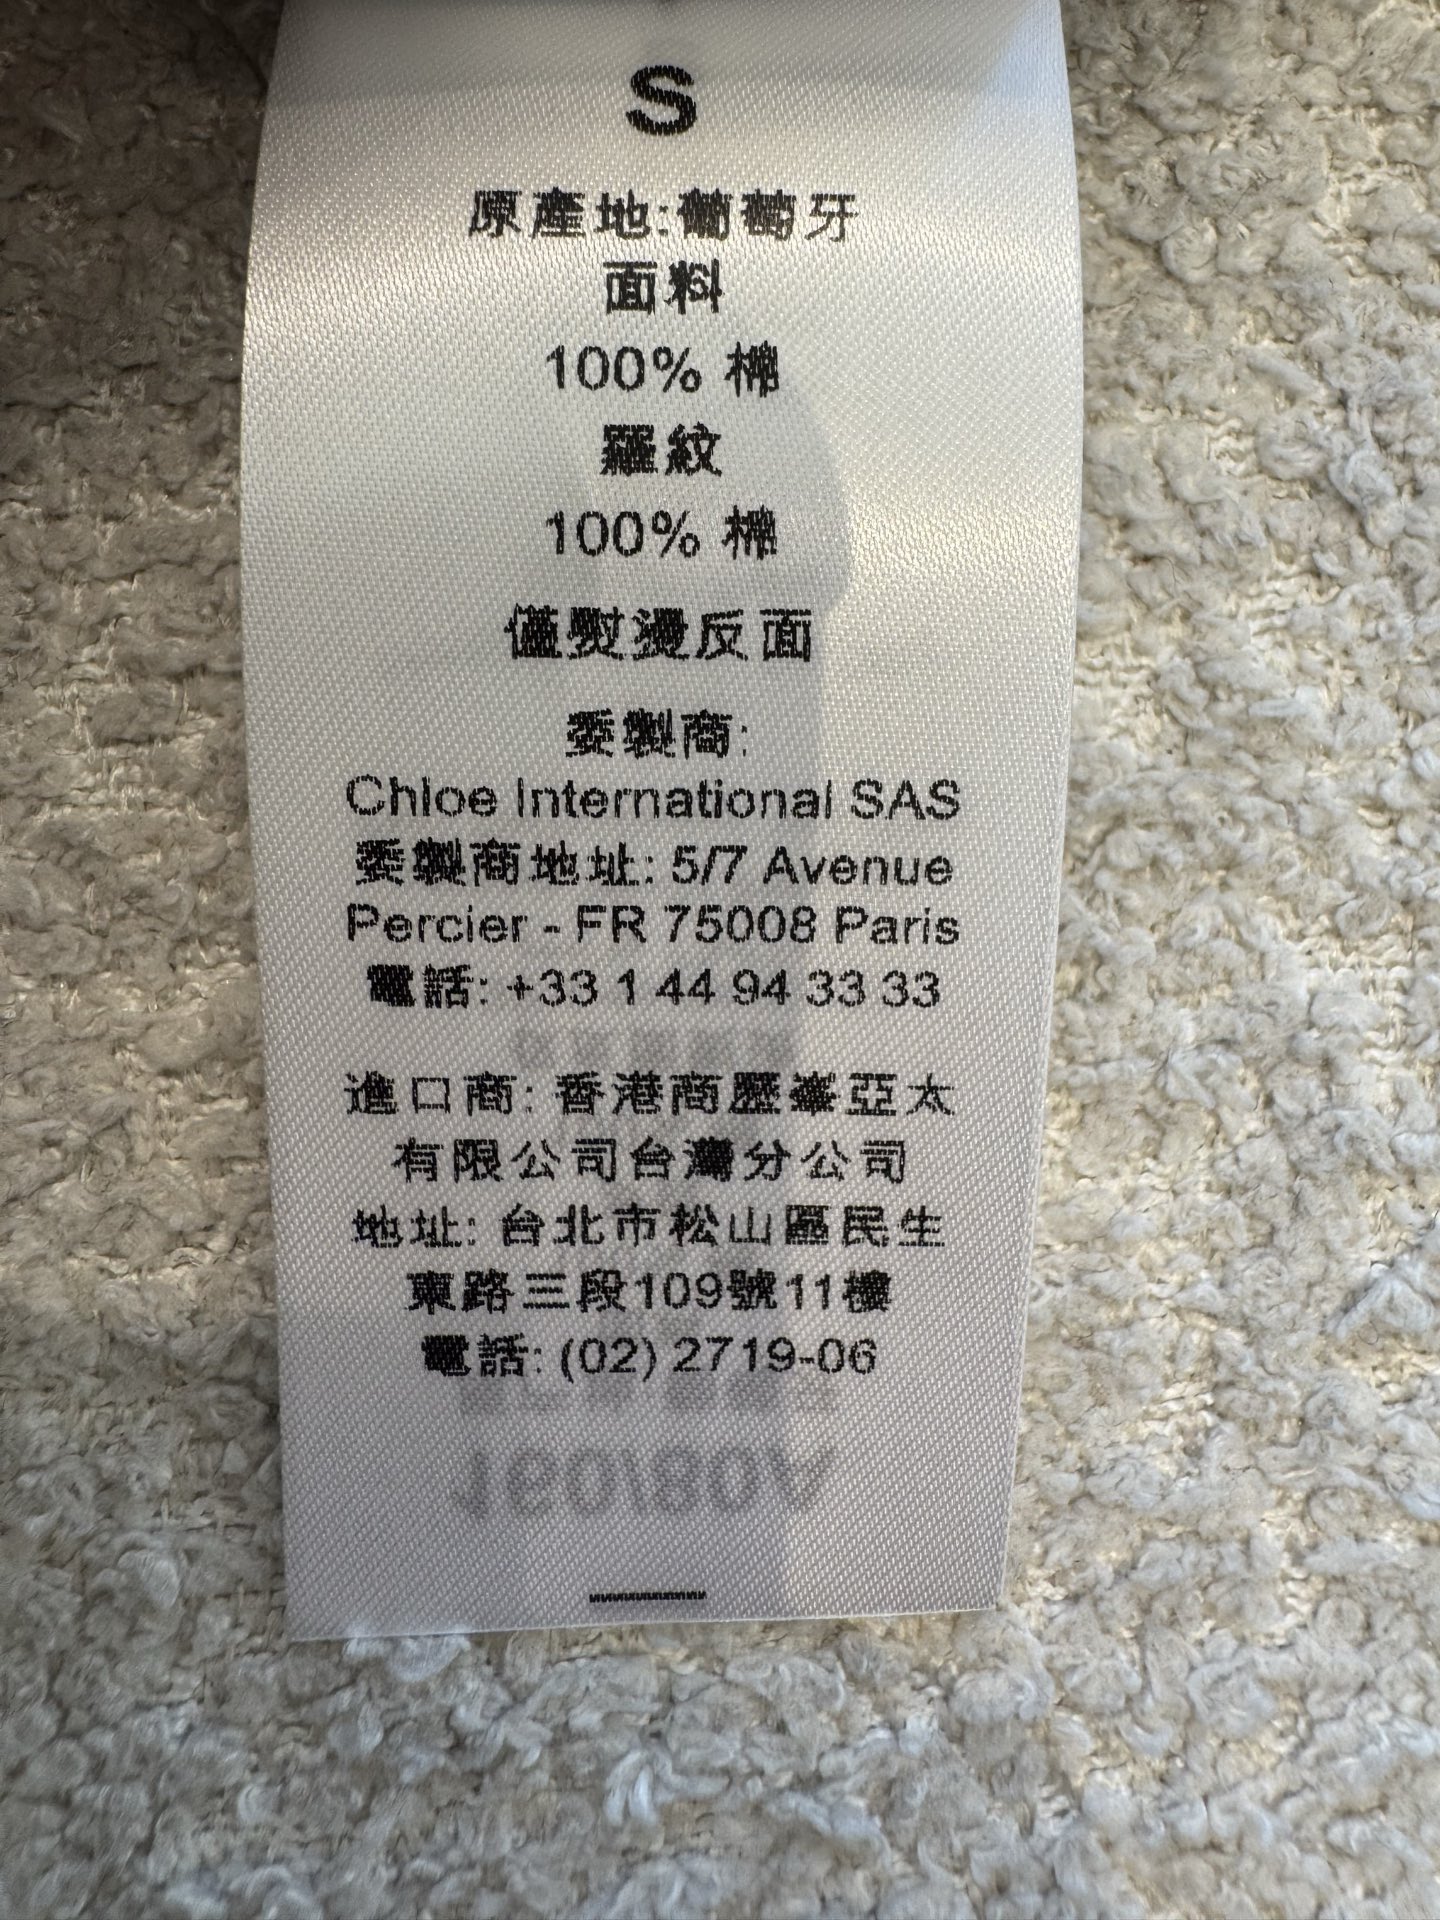 S
原產地:葡萄牙
面料
100% 棉
羅紋
100% 棉
僅熨燙反面
委製商:
Chloe International SAS
委製商地址: 5/7 Avenue
Percier - FR 75008 Paris
電話: +33 1 44 94 33 33
進口商: 香港商歷峯亞太
有限公司台灣分公司
地址: 台北市松山區民生
東路三段109號11樓
電話: (02) 2719-06